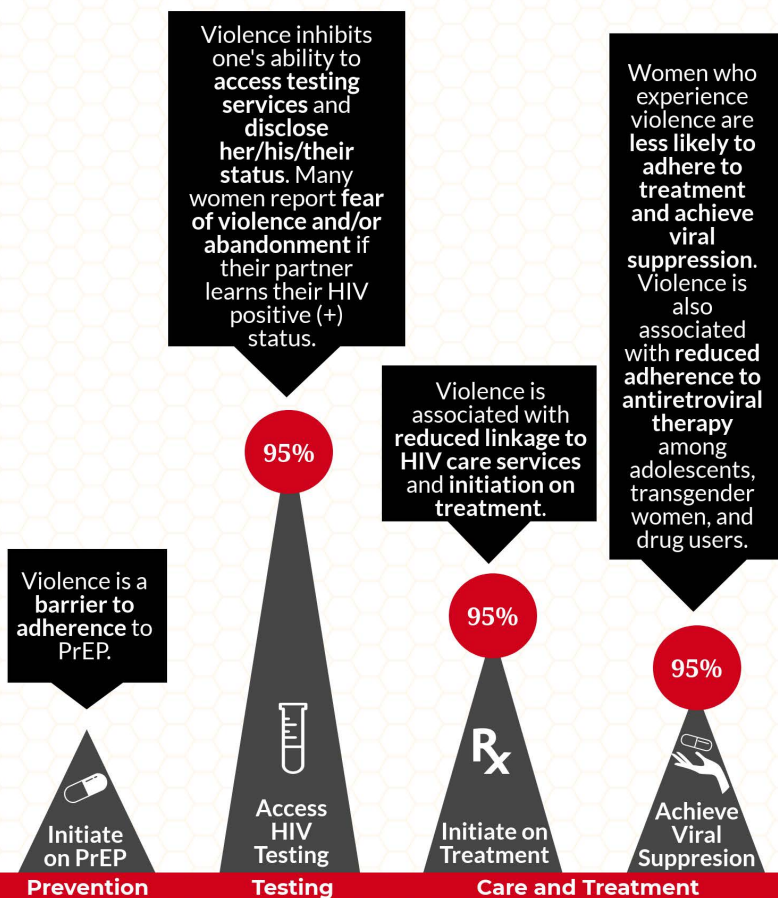 Violence inhibits
one's ability to
access testing
services and
disclose
her/his/their
status. Many
women report fear
of violence and/or
abandonment if
their partner
learns their HIV
positive (+)
status.
Women who
experience
violence are
less likely to
adhere to
treatment
and achieve
viral
suppression.
Violence is
also
associated
with reduced
adherence to
antiretroviral
therapy
among
adolescents,
transgender
women, and
drug users.
Violence is
associated with
reduced linkage to
HIV care services
and initiation on
treatment.
Violence is a
barrier to
adherence to
PrEP.
95%
95%
95%
Initiate
on PrEP
Access
HIV
Testing
Rx
Initiate on
Treatment
Achieve
Viral
Suppresion
Prevention
Testing
Care and Treatment